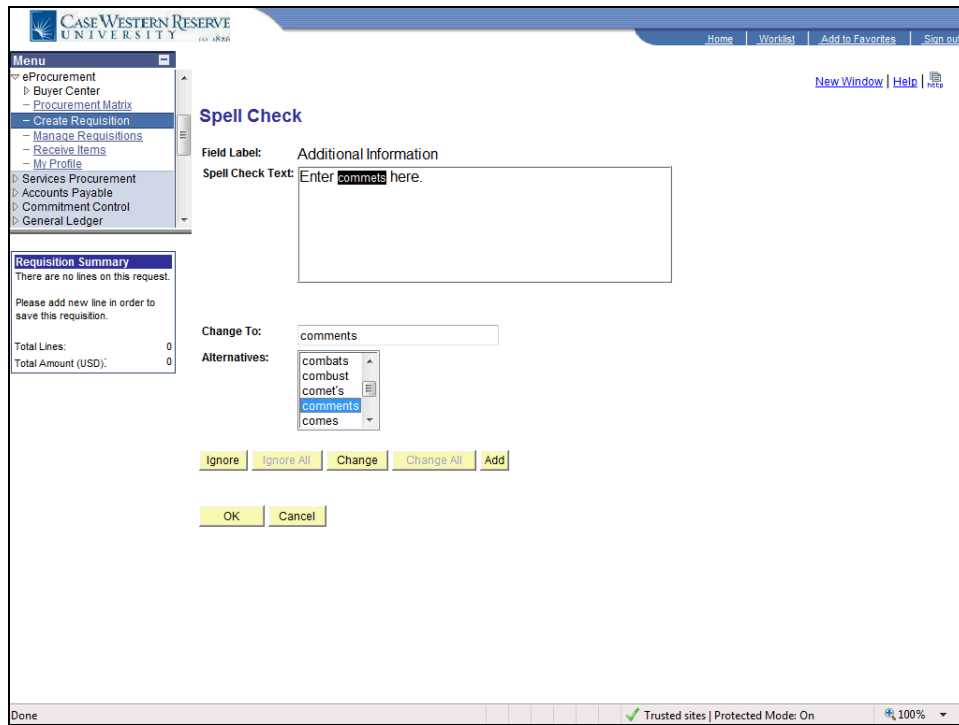 CASE WESTERN RESERVE
UNIVERSITY EST. 1826
Home Worklist Add to Favorites Sign out
Menu
eProcurement
Buyer Center
Procurement Matrix
Create Requisition
Manage Requisitions
Receive Items
My Profile
Services Procurement
Accounts Payable
Commitment Control
General Ledger
Requisition Summary
There are no lines on this request.
Please add new line in order to
save this requisition.
Total Lines: 0
Total Amount (USD): 0
New Window | Help | http
Spell Check
Field Label: Additional Information
Spell Check Text: Enter commets here.
Change To: comments
Alternatives: combats
combust
comet's
comments
comes
Ignore Ignore All Change Change All Add
OK Cancel
Done Trusted sites | Protected Mode: On 100%